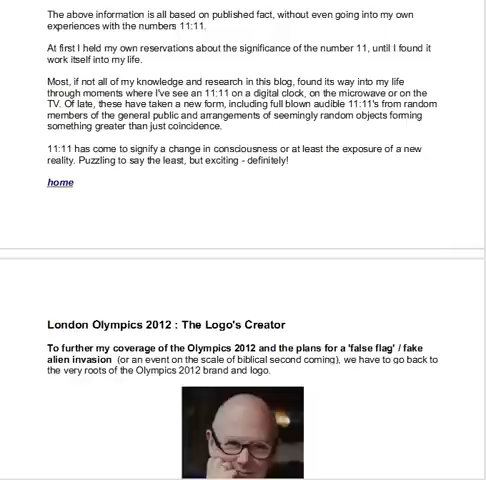 The above information is all based on published fact, without even going into my own
experiences with the numbers 11:11.
At first I held my own reservations about the significance of the number 11, until I found it
work itself into my life.
Most, if not all of my knowledge and research in this blog, found its way into my life
through moments where I've see an 11:11 on a digital clock, on the microwave or on the
TV. Of late, these have taken a new form, including full blown audible 11:11's from random
members of the general public and arrangements of seemingly random objects forming
something greater than just coincidence.
11:11 has come to signify a change in consciousness or at least the exposure of a new
reality. Puzzling to say the least, but exciting - definitely!
home
London Olympics 2012 : The Logo's Creator
To further my coverage of the Olympics 2012 and the plans for a 'false flag' / fake
alien invasion (or an event on the scale of biblical second coming), we have to go back to
the very roots of the Olympics 2012 brand and logo.